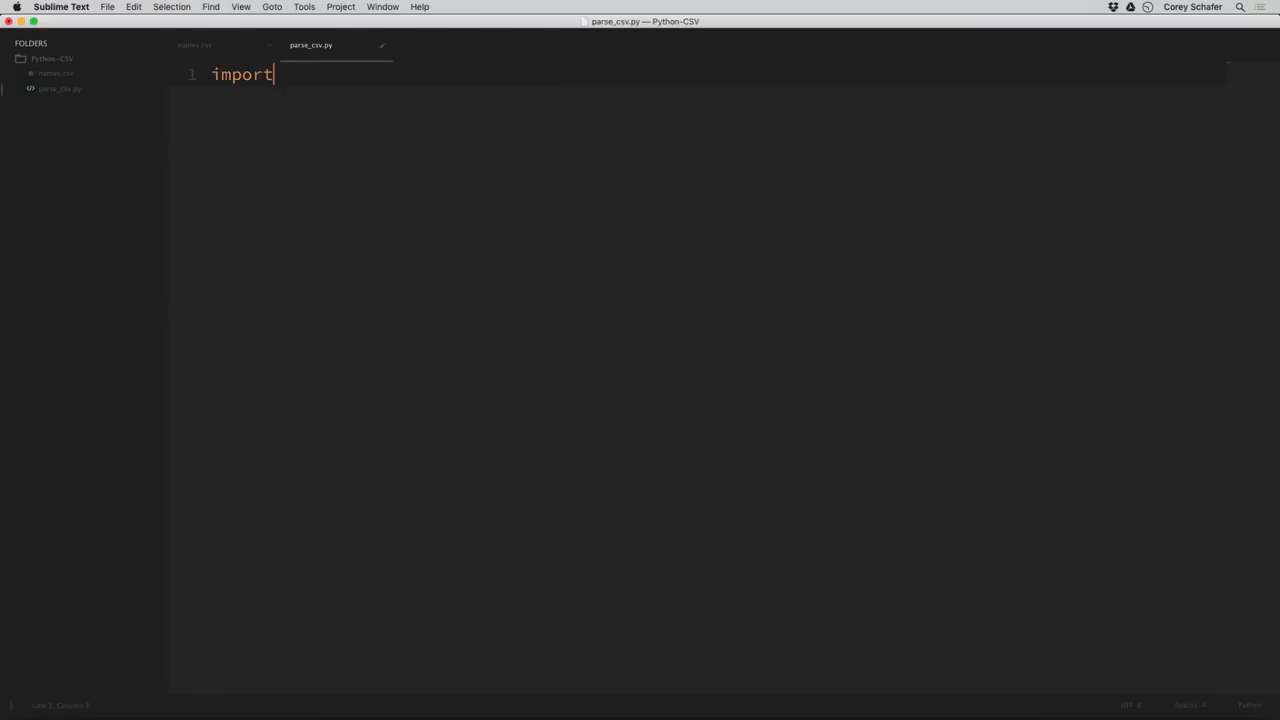 Sublime Text File Edit Selection Find View Goto Tools Project Window Help Corey Schafer
parse_csv.py — Python-CSV
FOLDERS
Python-CSV
names.csv
parse_csv.py
names.csv
parse_csv.py
1 import
Line 1, Column 7
UTF-8 Spaces: 4 Python